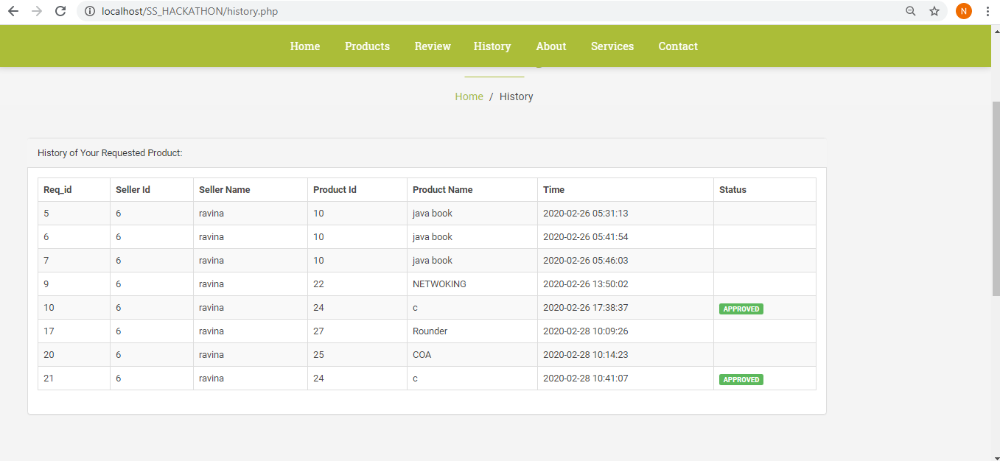 localhost/SS_HACKATHON/history.php
N
Home Products Review History About Services Contact
Home / History
History of Your Requested Product:
Req_id Seller Id Seller Name Product Id Product Name Time Status
5 6 ravina 10 java book 2020-02-26 05:31:13
6 6 ravina 10 java book 2020-02-26 05:41:54
7 6 ravina 10 java book 2020-02-26 05:46:03
9 6 ravina 22 NETWOKING 2020-02-26 13:50:02
10 6 ravina 24 c 2020-02-26 17:38:37 APPROVED
17 6 ravina 27 Rounder 2020-02-28 10:09:26
20 6 ravina 25 COA 2020-02-28 10:14:23
21 6 ravina 24 c 2020-02-28 10:41:07 APPROVED